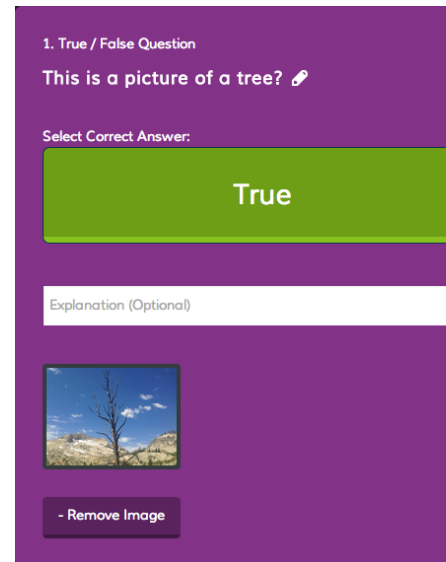 1. True / False Question
This is a picture of a tree?
Select Correct Answer:
True
Explanation (Optional)
- Remove Image